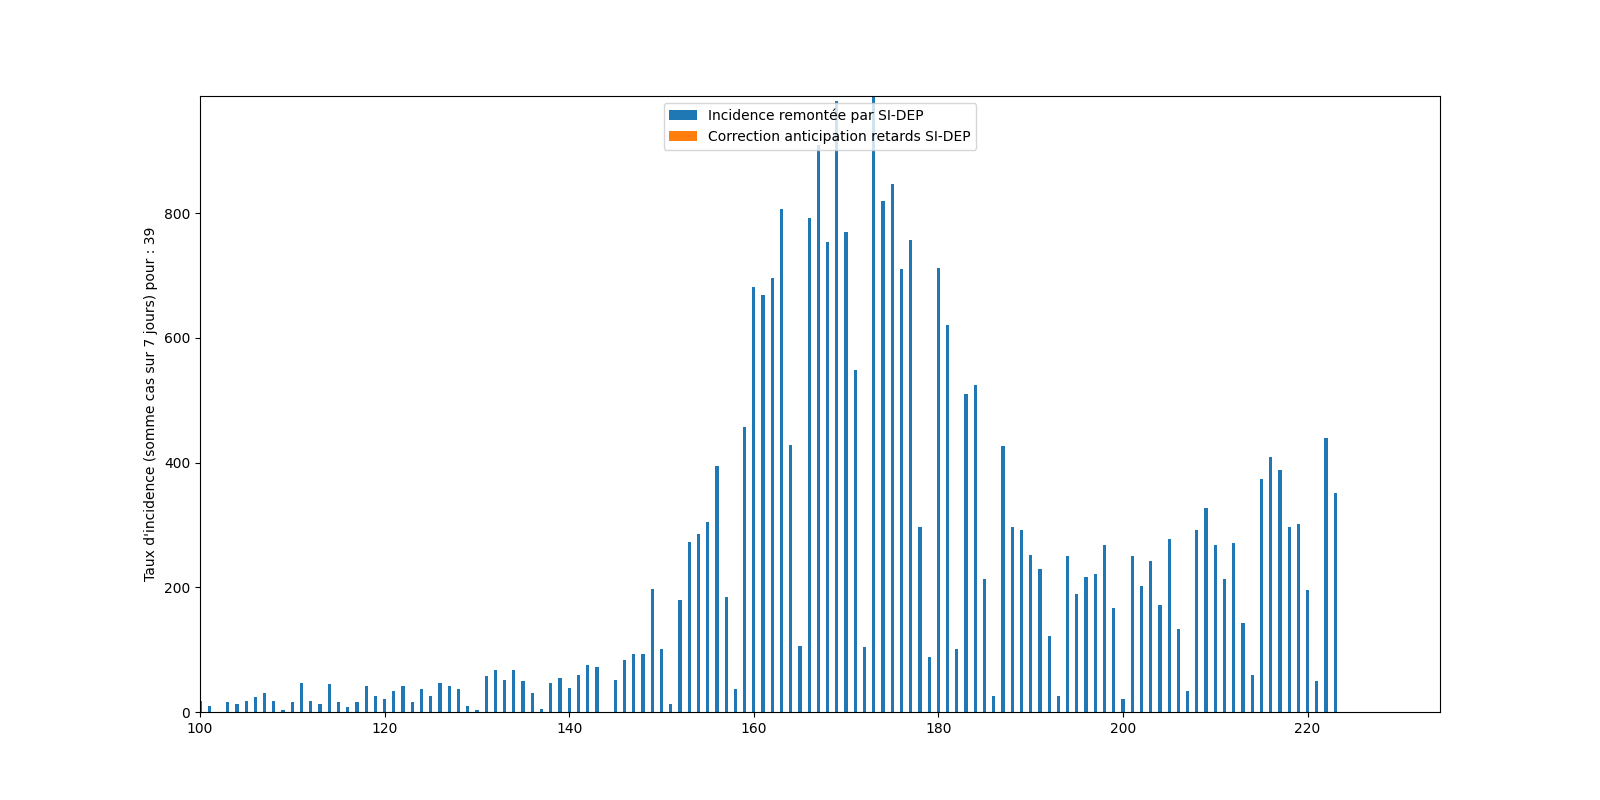 Incidence remontée par SI-DEP
Correction anticipation retards SI-DEP
Taux d'incidence (somme cas sur 7 jours) pour : 39
800
600
400
200
0
100 120 140 160 180 200 220